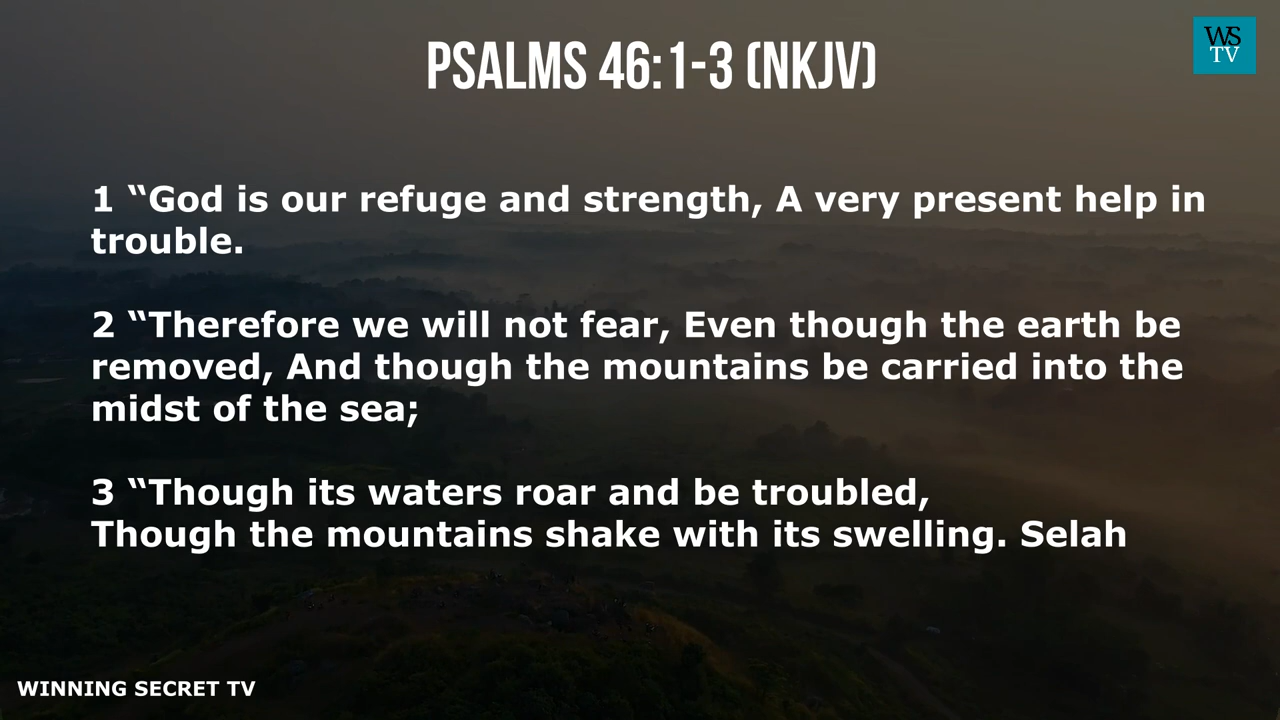 PSALMS 46:1-3 (NKJV)
WS
TV
1 “God is our refuge and strength, A very present help in
trouble.
2 “Therefore we will not fear, Even though the earth be
removed, And though the mountains be carried into the
midst of the sea;
3 “Though its waters roar and be troubled,
Though the mountains shake with its swelling. Selah
WINNING SECRET TV